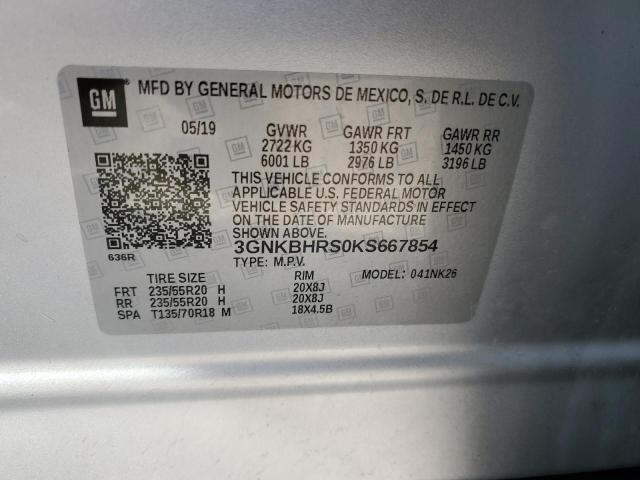 GM
MFD BY GENERAL MOTORS DE MEXICO, S. DE R.L. DE C.V.
05/19 GVWR GAWR FRT GAWR RR
2722 KG 1350 KG 1450 KG
6001 LB 2976 LB 3196 LB
THIS VEHICLE CONFORMS TO ALL
APPLICABLE U.S. FEDERAL MOTOR
VEHICLE SAFETY STANDARDS IN EFFECT
ON THE DATE OF MANUFACTURE
SHOWN ABOVE.
3GNKBHRS0KS667854
636R
TYPE: M.P.V. MODEL: 041NK26
TIRE SIZE RIM
FRT 235/55R20 H 20X8J
RR 235/55R20 H 20X8J
SPA T135/70R18 M 18X4.5B